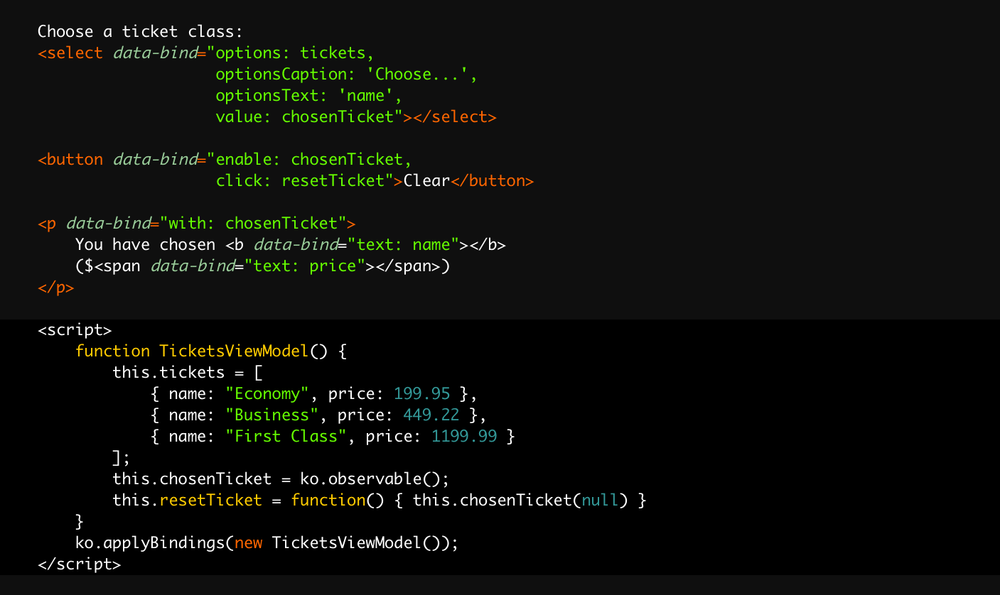 Choose a ticket class:
<select data-bind="options: tickets,
                   optionsCaption: 'Choose...',
                   optionsText: 'name',
                   value: chosenTicket"></select>

<button data-bind="enable: chosenTicket,
                   click: resetTicket">Clear</button>

<p data-bind="with: chosenTicket">
    You have chosen <b data-bind="text: name"></b>
    ($<span data-bind="text: price"></span>)
</p>

<script>
    function TicketsViewModel() {
        this.tickets = [
            { name: "Economy", price: 199.95 },
            { name: "Business", price: 449.22 },
            { name: "First Class", price: 1199.99 }
        ];
        this.chosenTicket = ko.observable();
        this.resetTicket = function() { this.chosenTicket(null) }
    }
    ko.applyBindings(new TicketsViewModel());
</script>